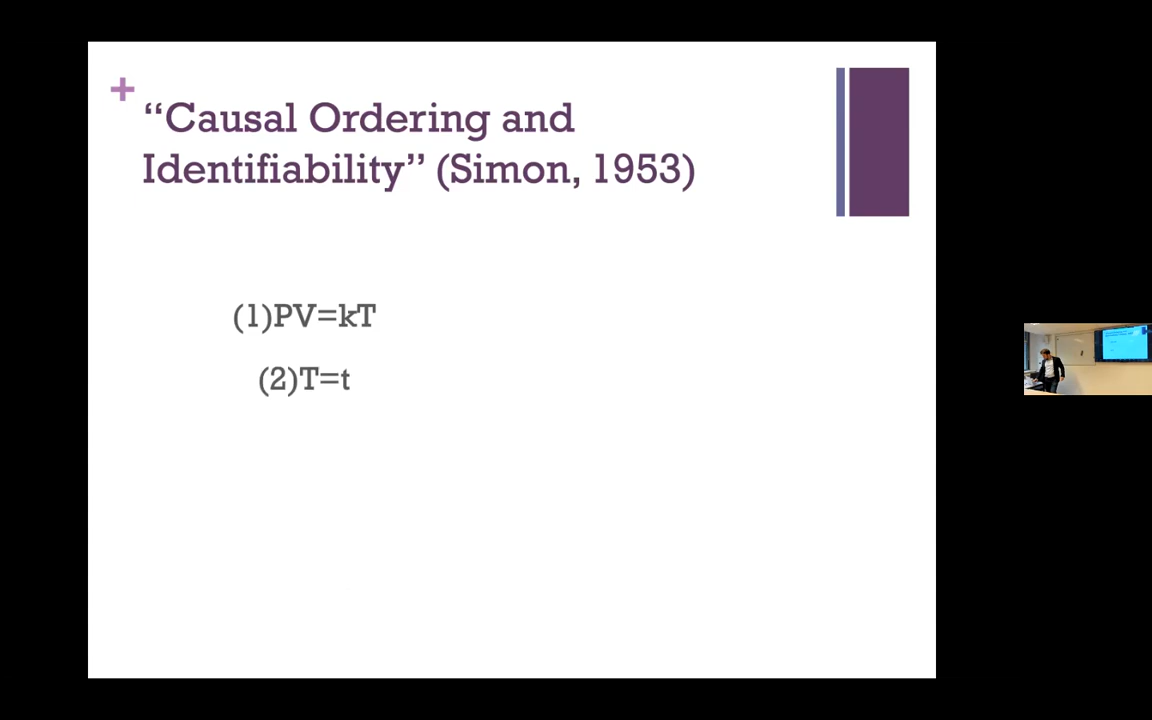 +
“Causal Ordering and
Identifiability” (Simon, 1953)
(1)PV=kT
(2)T=t